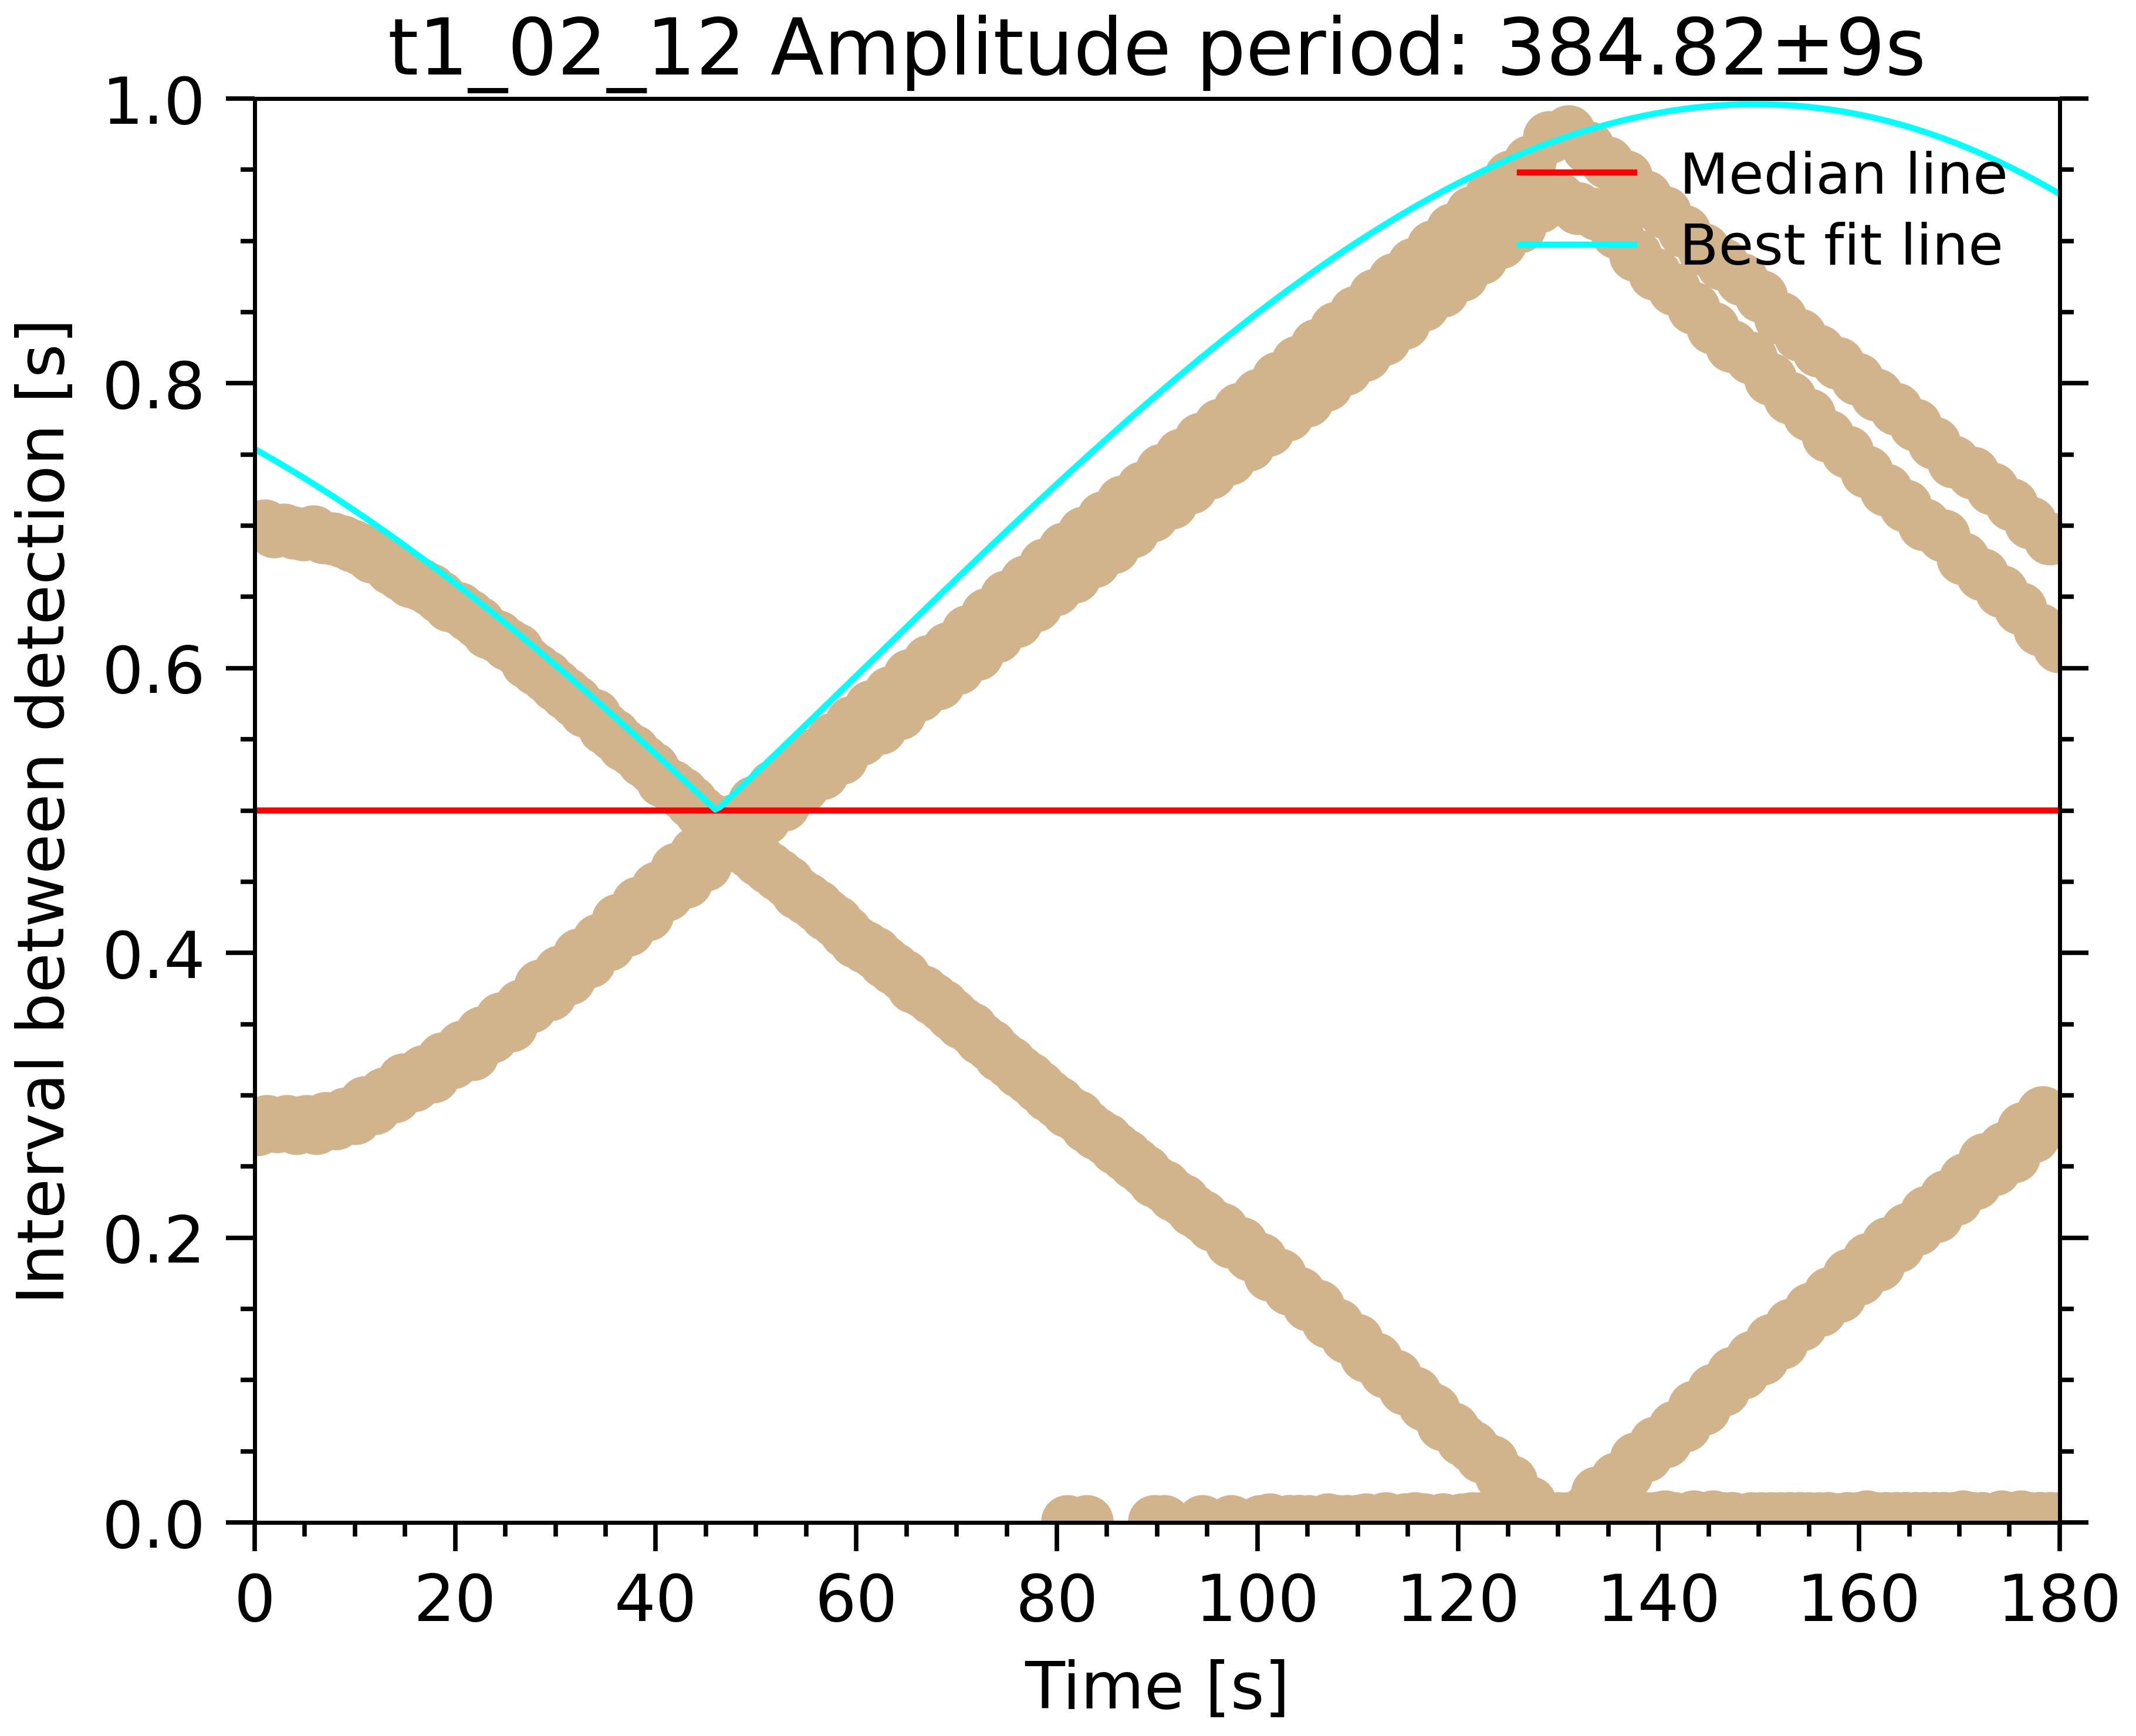 t1_02_12 Amplitude period: 384.82±9s
1.0
0.8
0.6
0.4
0.2
0.0
Interval between detection [s]
Median line
Best fit line
0 20 40 60 80 100 120 140 160 180
Time [s]